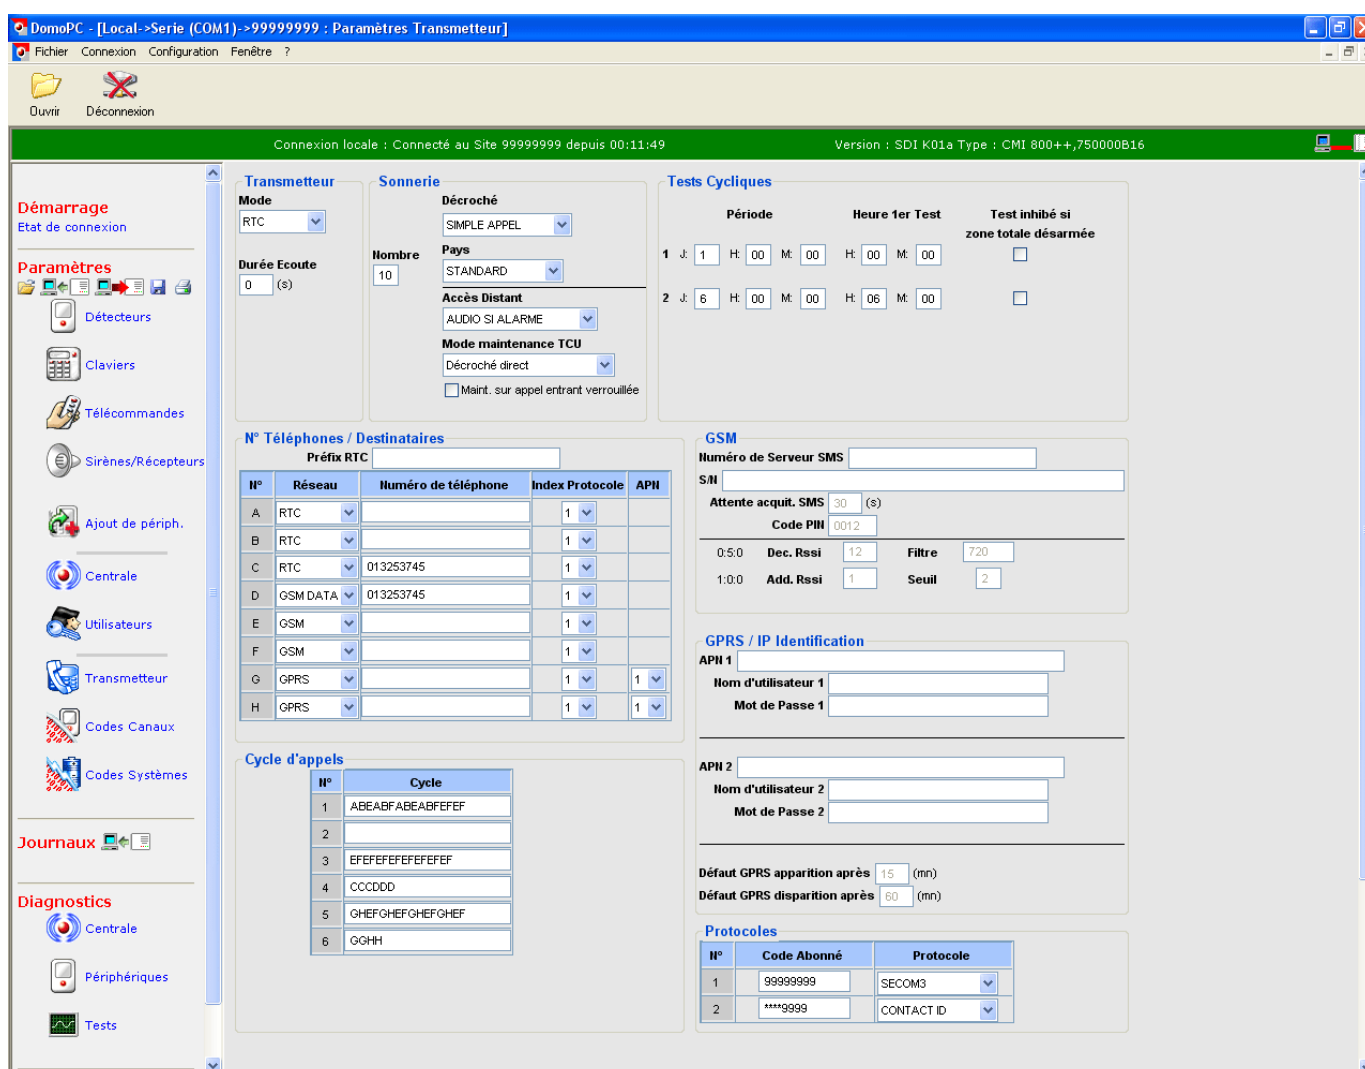 DomoPC - [Local->Serie (COM1)->99999999 : Paramètres Transmetteur]
Fichier Connexion Configuration Fenêtre ?
Ouvrir Déconnexion
Connexion locale : Connecté au Site 99999999 depuis 00:11:49 Version : SDI K01a Type : CMI 800++,750000B16
Démarrage
Etat de connexion
Paramètres
Détecteurs
Claviers
Télécommandes
Sirènes/Récepteurs
Ajout de périph.
Centrale
Utilisateurs
Transmetteur
Codes Canaux
Codes Systèmes
Journaux
Diagnostics
Centrale
Périphériques
Tests
Transmetteur
Mode
RTC
Durée Ecoute
0 (s)
Sonnerie
Décroché
SIMPLE APPEL
Nombre
10
Pays
STANDARD
Accès Distant
AUDIO SI ALARME
Mode maintenance TCU
Décroché direct
Maint. sur appel entrant verrouillée
Tests Cycliques
Période Heure 1er Test Test inhibé si
zone totale désarmée
1 J: 1 H: 00 M: 00 H: 00 M: 00
2 J: 6 H: 00 M: 00 H: 06 M: 00
N° Téléphones / Destinataires
Préfix RTC
N° Réseau Numéro de téléphone Index Protocole APN
A RTC 1
B RTC 1
C RTC 013253745 1
D GSM DATA 013253745 1
E GSM 1
F GSM 1
G GPRS 1 1
H GPRS 1 1
Cycle d'appels
N° Cycle
1 ABEABFABEABFEFEF
2
3 EFEFEFEFEFEFEFEF
4 CCCDDD
5 GHEFGHEFGHEFGHEF
6 GGHH
GSM
Numéro de Serveur SMS
S/N
Attente acquit. SMS 30 (s)
Code PIN 0012
0:5:0 Dec. Rssi 12 Filtre 720
1:0:0 Add. Rssi 1 Seuil 2
GPRS / IP Identification
APN 1
Nom d'utilisateur 1
Mot de Passe 1
APN 2
Nom d'utilisateur 2
Mot de Passe 2
Défaut GPRS apparition après 15 (mn)
Défaut GPRS disparition après 60 (mn)
Protocoles
N° Code Abonné Protocole
1 99999999 SECOM3
2 ****9999 CONTACT ID